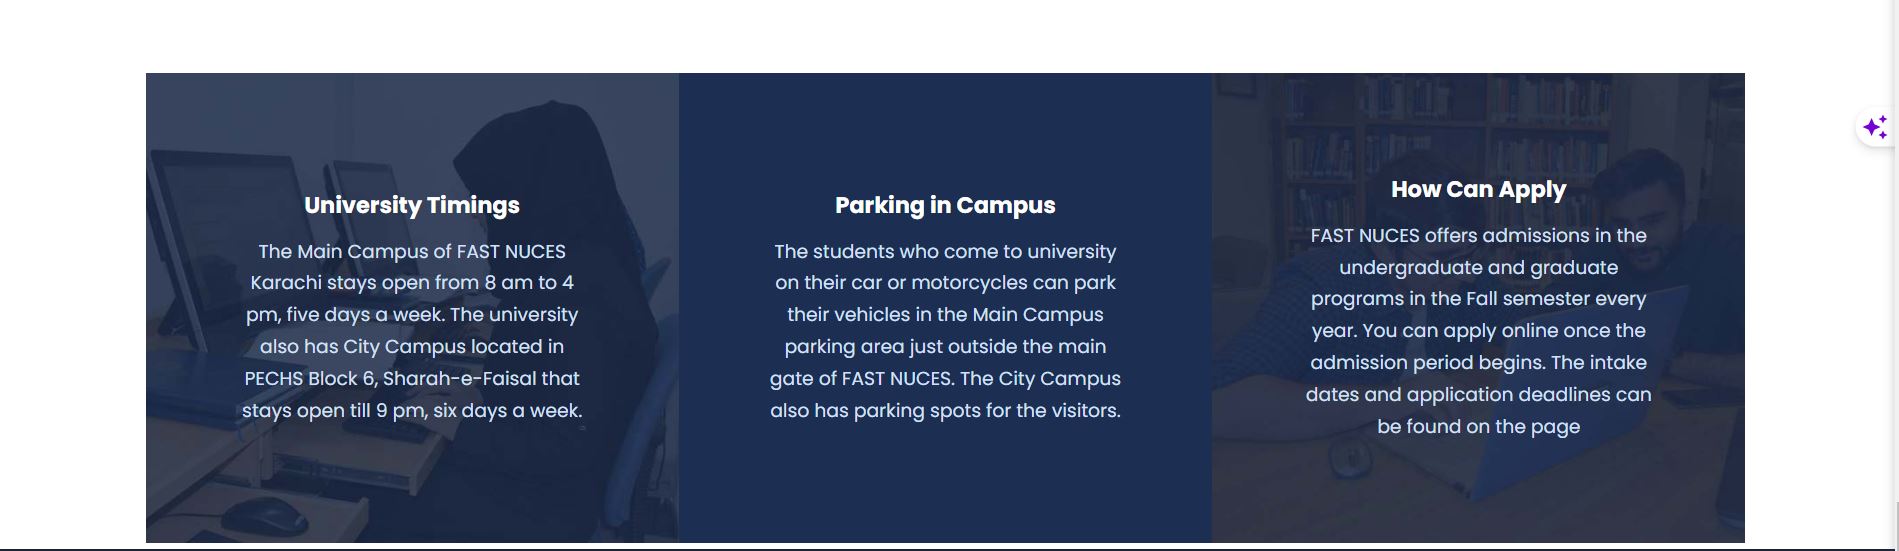 University Timings
The Main Campus of FAST NUCES
Karachi stays open from 8 am to 4
pm, five days a week. The university
also has City Campus located in
PECHS Block 6, Sharah-e-Faisal that
stays open till 9 pm, six days a week.
Parking in Campus
The students who come to university
on their car or motorcycles can park
their vehicles in the Main Campus
parking area just outside the main
gate of FAST NUCES. The City Campus
also has parking spots for the visitors.
How Can Apply
FAST NUCES offers admissions in the
undergraduate and graduate
programs in the Fall semester every
year. You can apply online once the
admission period begins. The intake
dates and application deadlines can
be found on the page